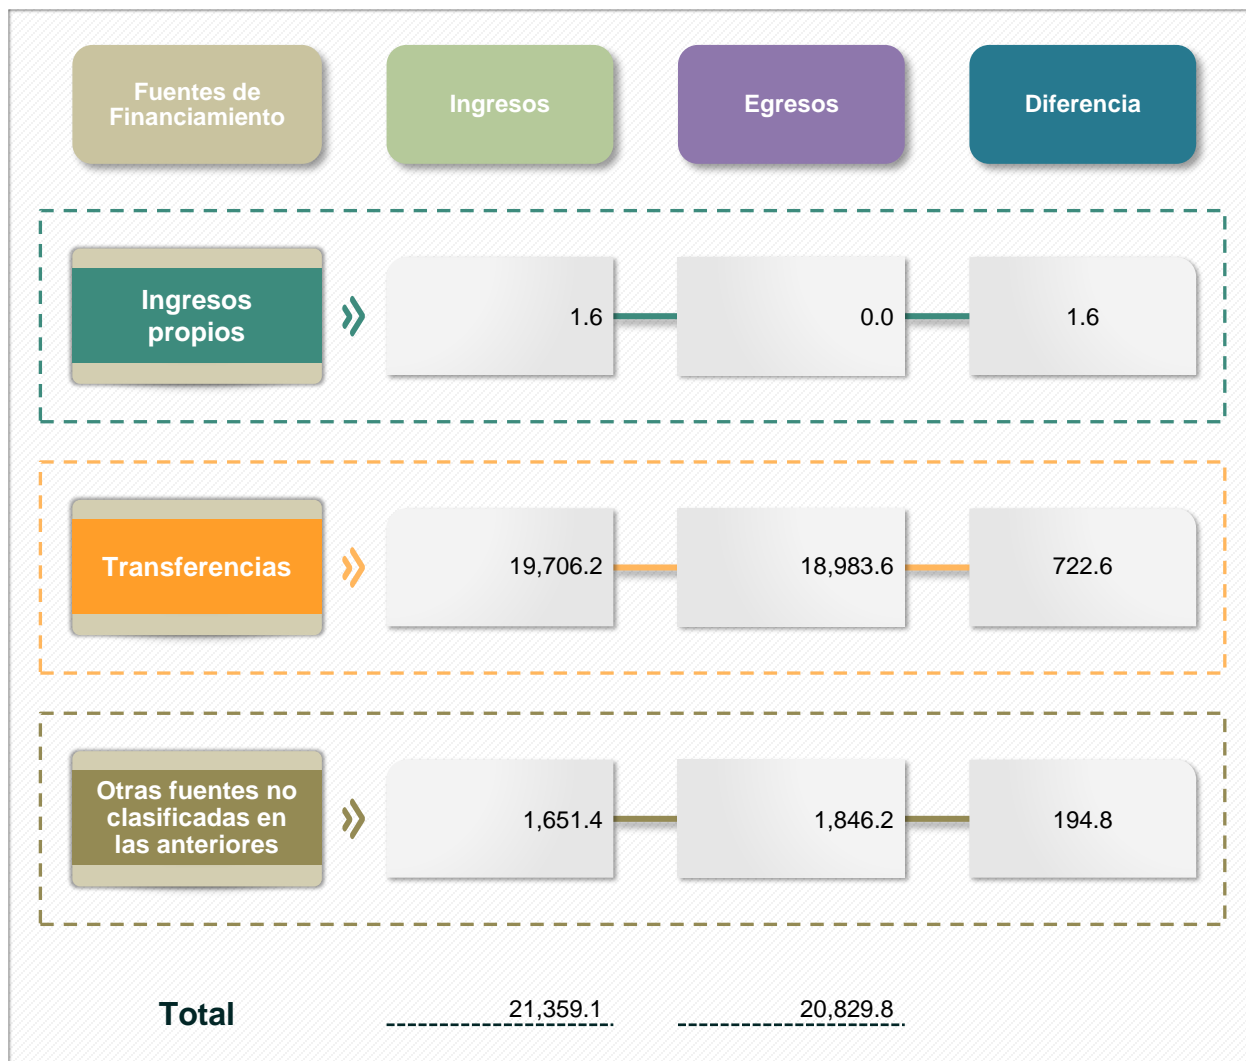 Fuentes de
Financiamiento
Ingresos
Egresos
Diferencia
Ingresos
propios
1.6
0.0
1.6
Transferencias
19,706.2
18,983.6
722.6
Otras fuentes no
clasificadas en
las anteriores
1,651.4
1,846.2
194.8
Total
21,359.1
20,829.8